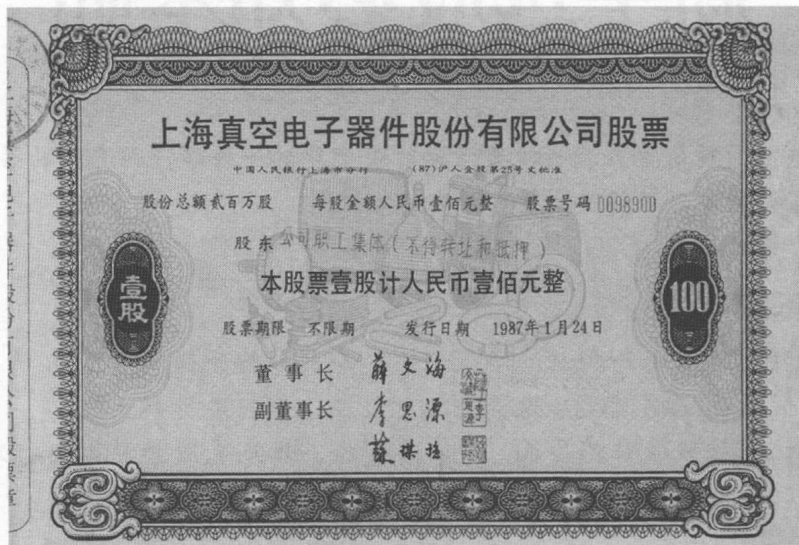 上海真空电子器件股份有限公司股票
中国人民银行上海市分行 (87)沪人金股第25号文批准
股份总额贰百万股 每股金额人民币壹佰元整 股票号码 0098900
股东 公司职工集体(不得转让和抵押)
壹股
本股票壹股计人民币壹佰元整
100
股票期限 不限期 发行日期 1987年1月24日
董事长 薛文海
副董事长 李思源